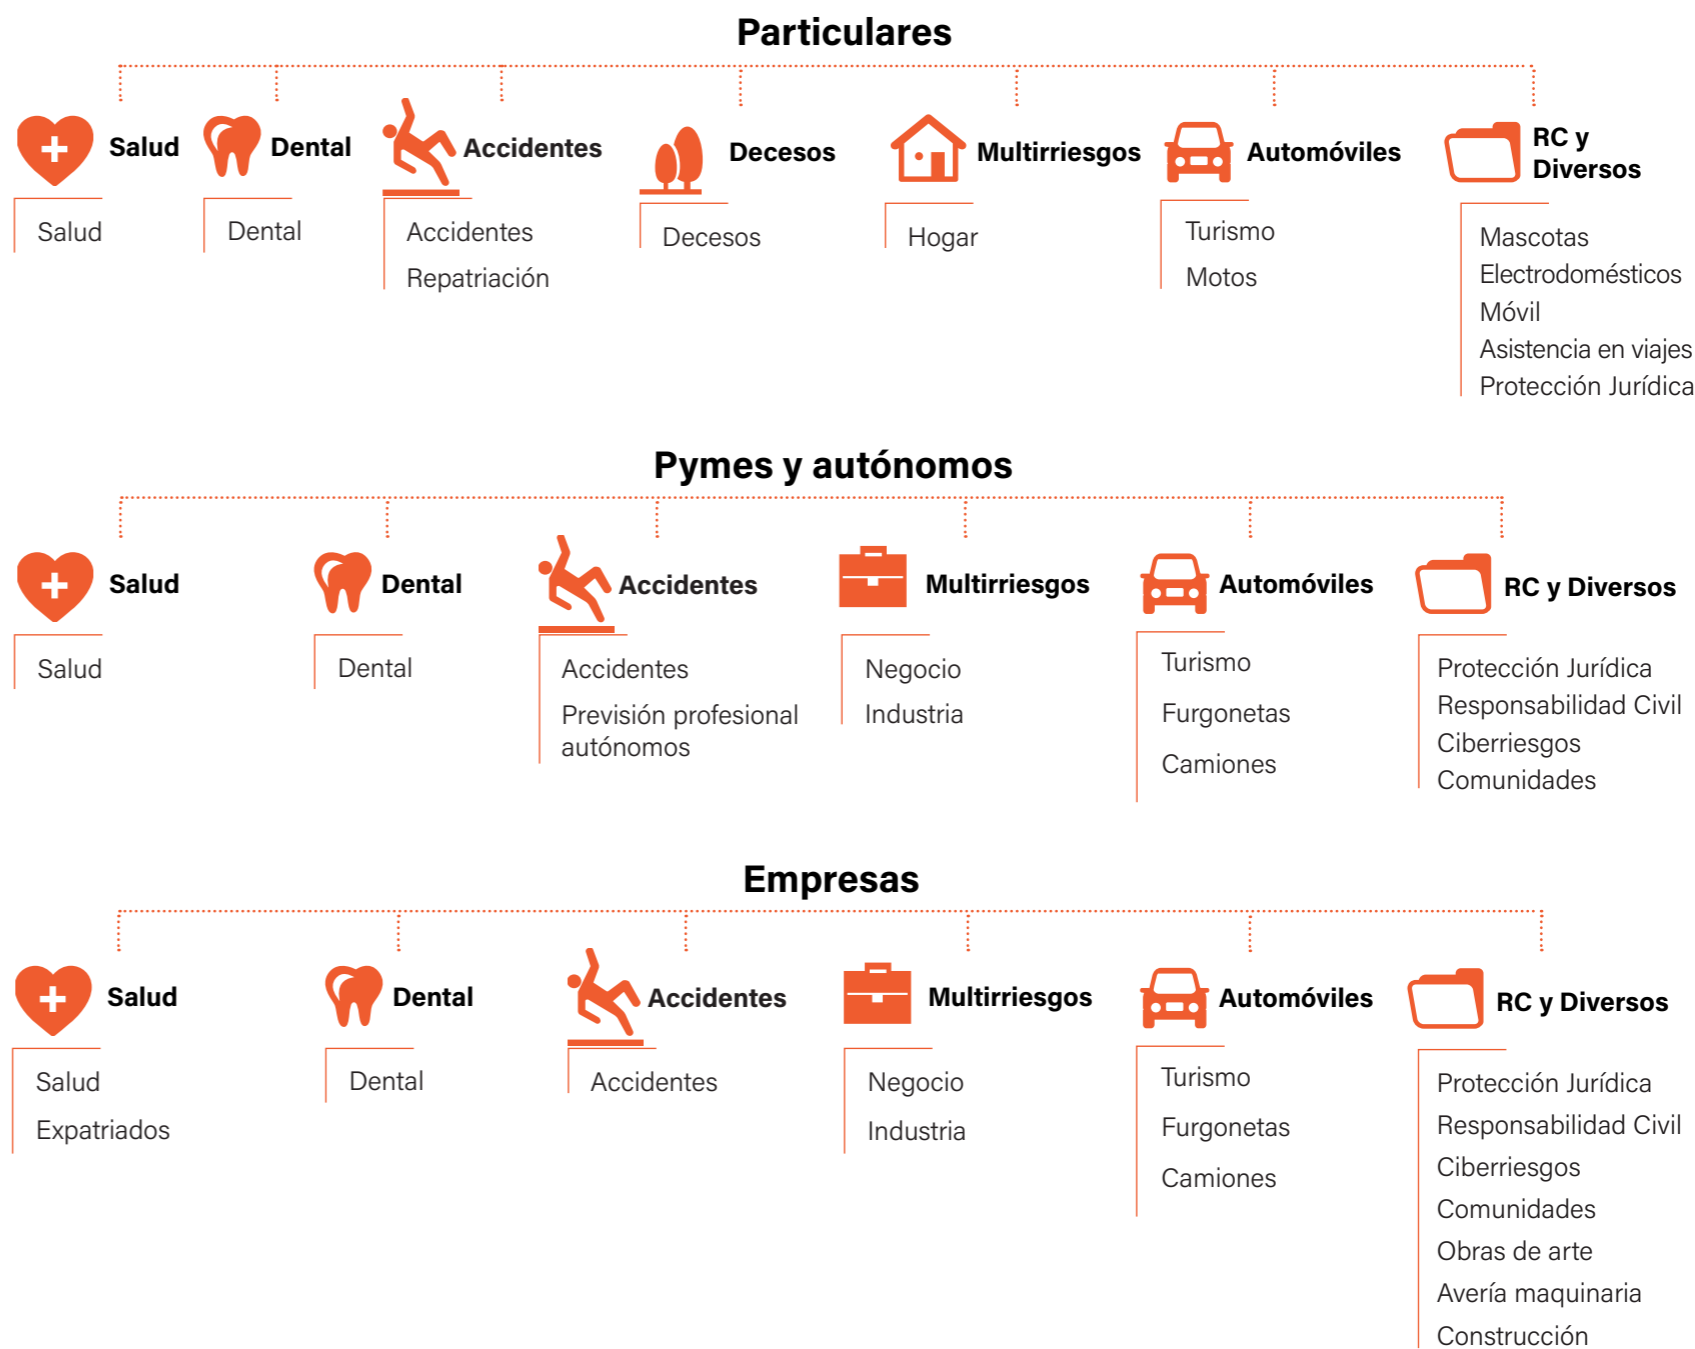 Particulares
Salud
Dental
Accidentes
Decesos
Multirriesgos
Automóviles
RC y
Diversos
Salud
Dental
Accidentes
Repatriación
Decesos
Hogar
Turismo
Motos
Mascotas
Electrodomésticos
Móvil
Asistencia en viajes
Protección Jurídica
Pymes y autónomos
Salud
Dental
Accidentes
Multirriesgos
Automóviles
RC y Diversos
Salud
Dental
Accidentes
Previsión profesional
autónomos
Negocio
Industria
Turismo
Furgonetas
Camiones
Protección Jurídica
Responsabilidad Civil
Ciberriesgos
Comunidades
Empresas
Salud
Dental
Accidentes
Multirriesgos
Automóviles
RC y Diversos
Salud
Expatriados
Dental
Accidentes
Negocio
Industria
Turismo
Furgonetas
Camiones
Protección Jurídica
Responsabilidad Civil
Ciberriesgos
Comunidades
Obras de arte
Avería maquinaria
Construcción